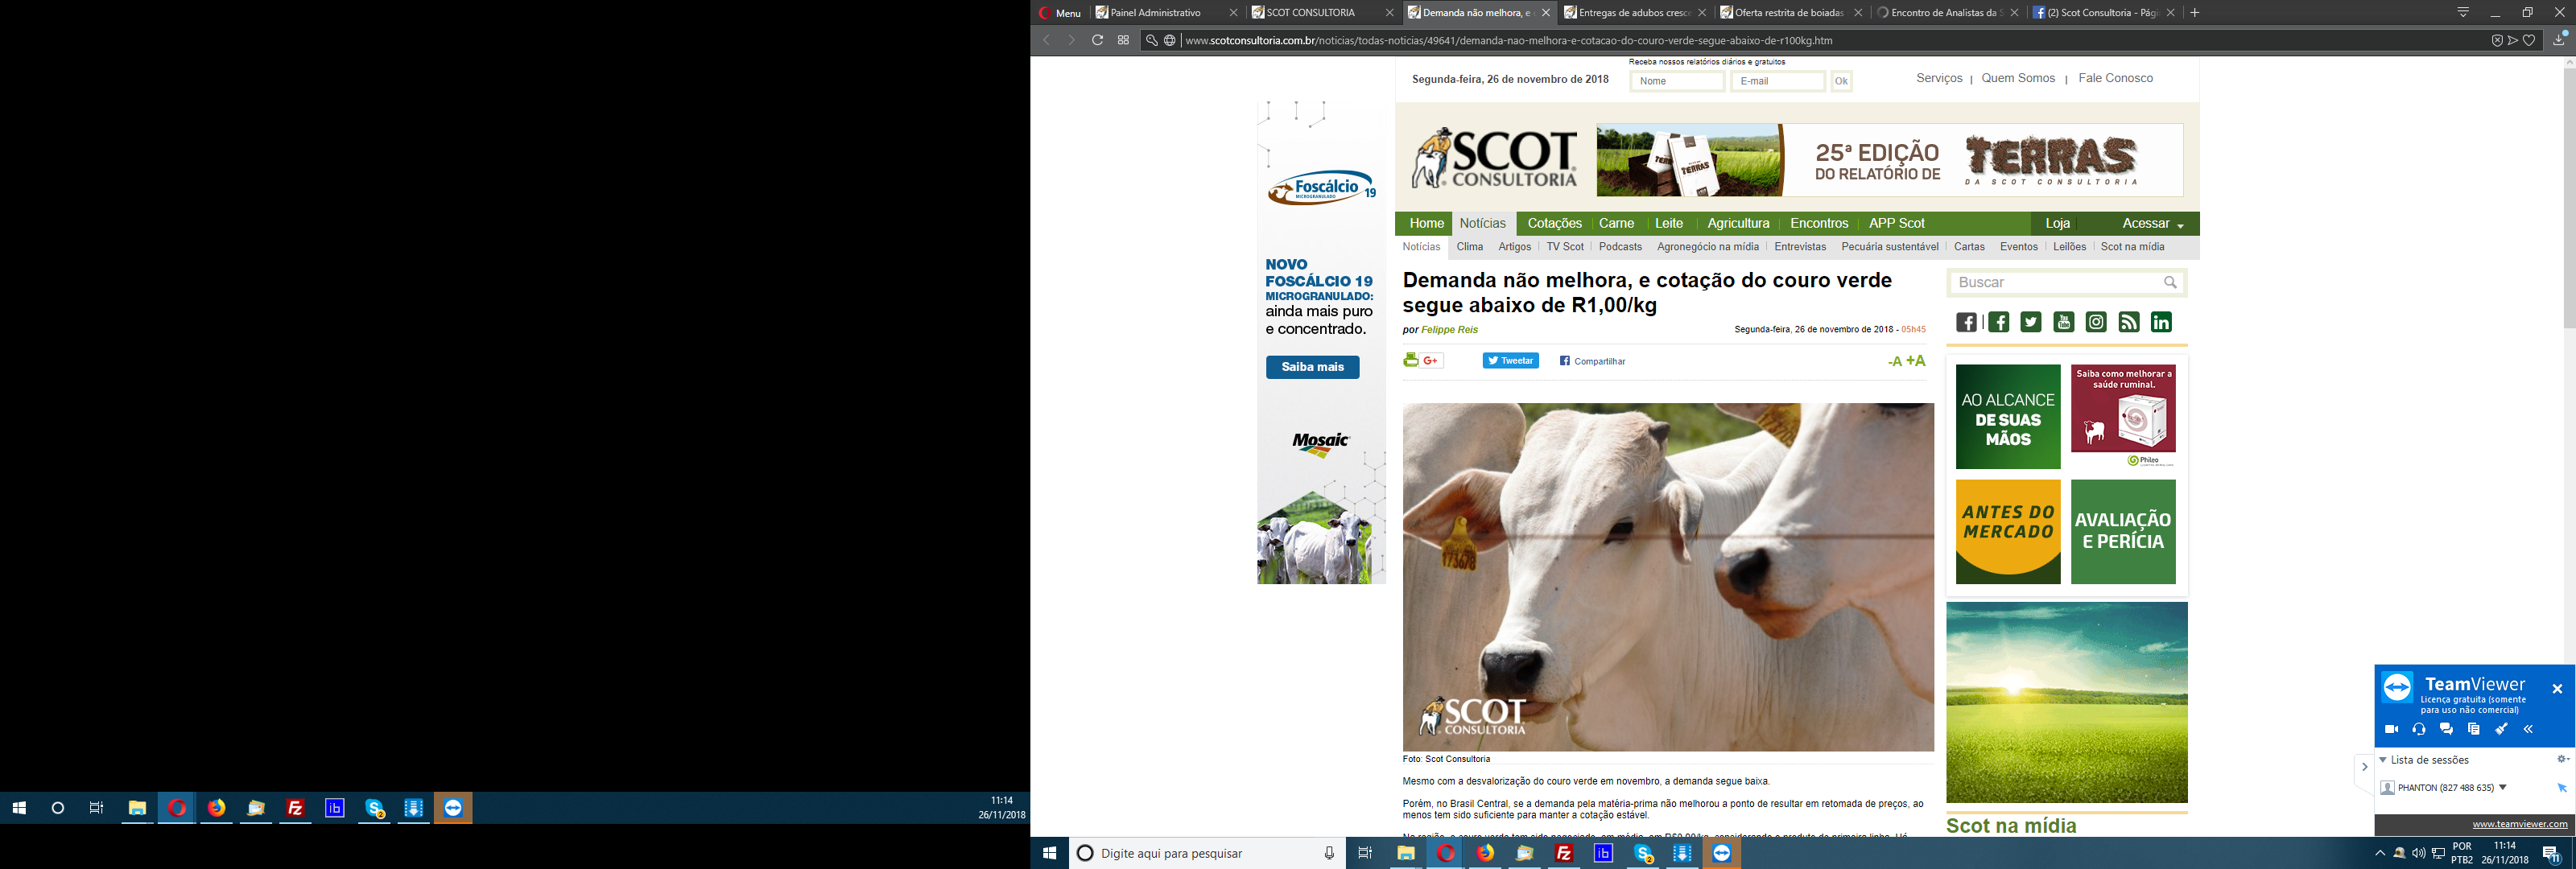 11:14
26/11/2018
Menu
Painel Administrativo
SCOT CONSULTORIA
Demanda não melhora, e
Entregas de adubos cresce
Oferta restrita de boiadas
Encontro de Analistas da S
(2) Scot Consultoria - Pági
www.scotconsultoria.com.br/noticias/todas-noticias/49641/demanda-nao-melhora-e-cotacao-do-couro-verde-segue-abaixo-de-r100kg.htm
Segunda-feira, 26 de novembro de 2018
Receba nossos relatórios diários e gratuitos
Nome
E-mail
Ok
Serviços | Quem Somos | Fale Conosco
SCOT
CONSULTORIA
TERRAS
25ª EDIÇÃO
DO RELATÓRIO DE
TERRAS
DA SCOT CONSULTORIA
Home Notícias Cotações Carne Leite Agricultura Encontros APP Scot Loja Acessar
Notícias Clima Artigos TV Scot Podcasts Agronegócio na mídia Entrevistas Pecuária sustentável Cartas Eventos Leilões Scot na mídia
Foscálcio 19
MICROGRANULADO
NOVO
FOSCÁLCIO 19
MICROGRANULADO:
ainda mais puro
e concentrado.
Saiba mais
Mosaic
Demanda não melhora, e cotação do couro verde
segue abaixo de R1,00/kg
por Felippe Reis
Segunda-feira, 26 de novembro de 2018 - 05h45
G+
Tweetar
Compartilhar
-A +A
173678
SCOT
CONSULTORIA
Foto: Scot Consultoria
Mesmo com a desvalorização do couro verde em novembro, a demanda segue baixa.
Porém, no Brasil Central, se a demanda pela matéria-prima não melhorou a ponto de resultar em retomada de preços, ao
menos tem sido suficiente para manter a cotação estável.
Buscar
You
Tube
in
AO ALCANCE
DE SUAS
MÃOS
Saiba como melhorar a
saúde ruminal.
Phileo
ANTES DO
MERCADO
AVALIAÇÃO
E PERÍCIA
Scot na mídia
TeamViewer
Licença gratuita (somente
para uso não comercial)
Lista de sessões
PHANTON (827 488 635)
www.teamviewer.com
Digite aqui para pesquisar
POR
PTB2
11:14
26/11/2018
11